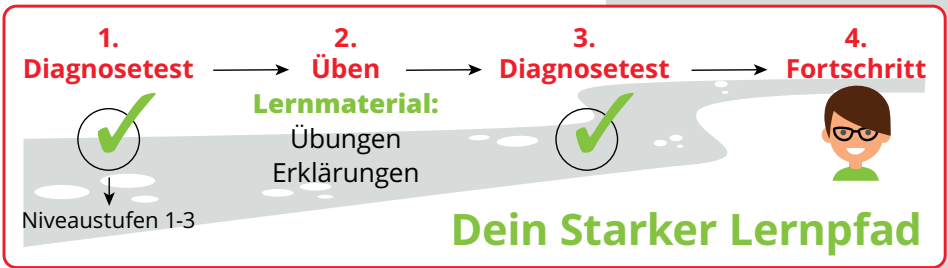 1.
Diagnosetest
2.
Üben
3.
Diagnosetest
4.
Fortschritt
Lernmaterial:
Übungen
Erklärungen
Niveaustufen 1-3
Dein Starker Lernpfad